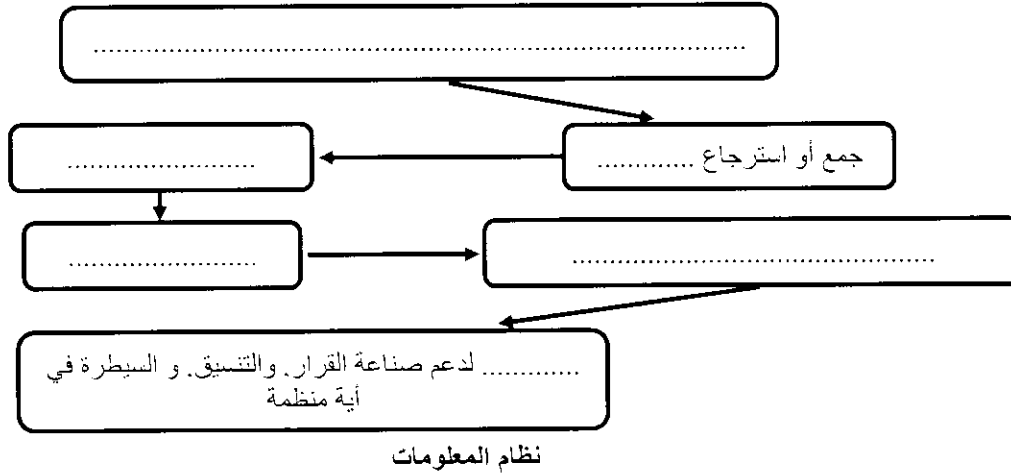 .......................................................................................
جمع أو استرجاع .............
.........................
.........................
................................................
............. لدعم صناعة القرار. والتنسيق. و السيطرة في
أية منظمة
نظام المعلومات